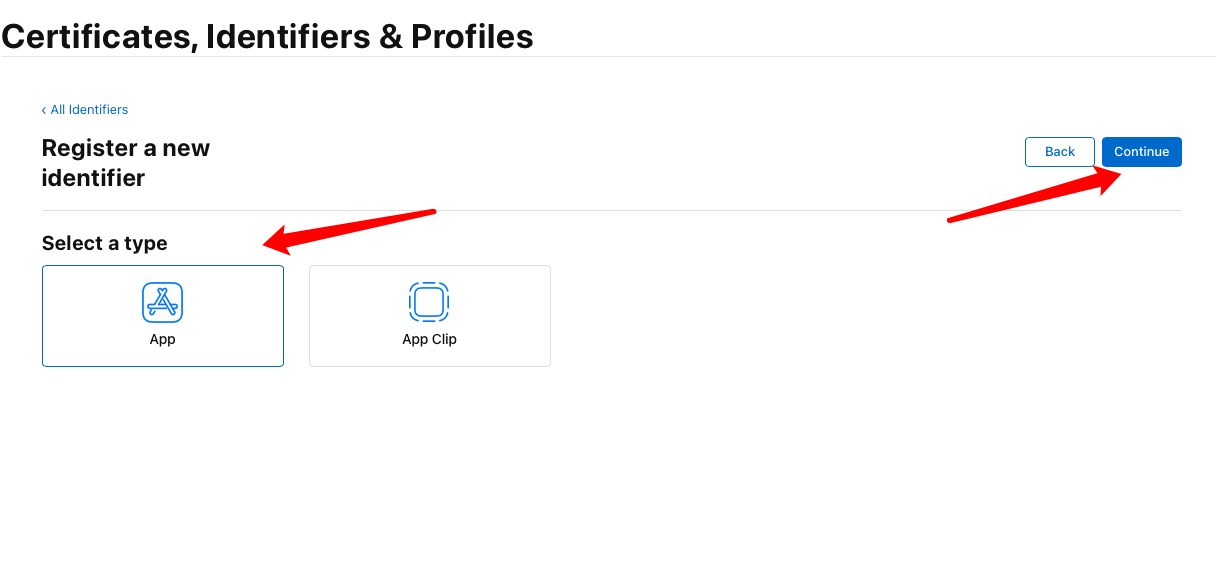 Certificates, Identifiers & Profiles
‹ All Identifiers
Register a new
identifier
Back
Continue
Select a type
App
App Clip